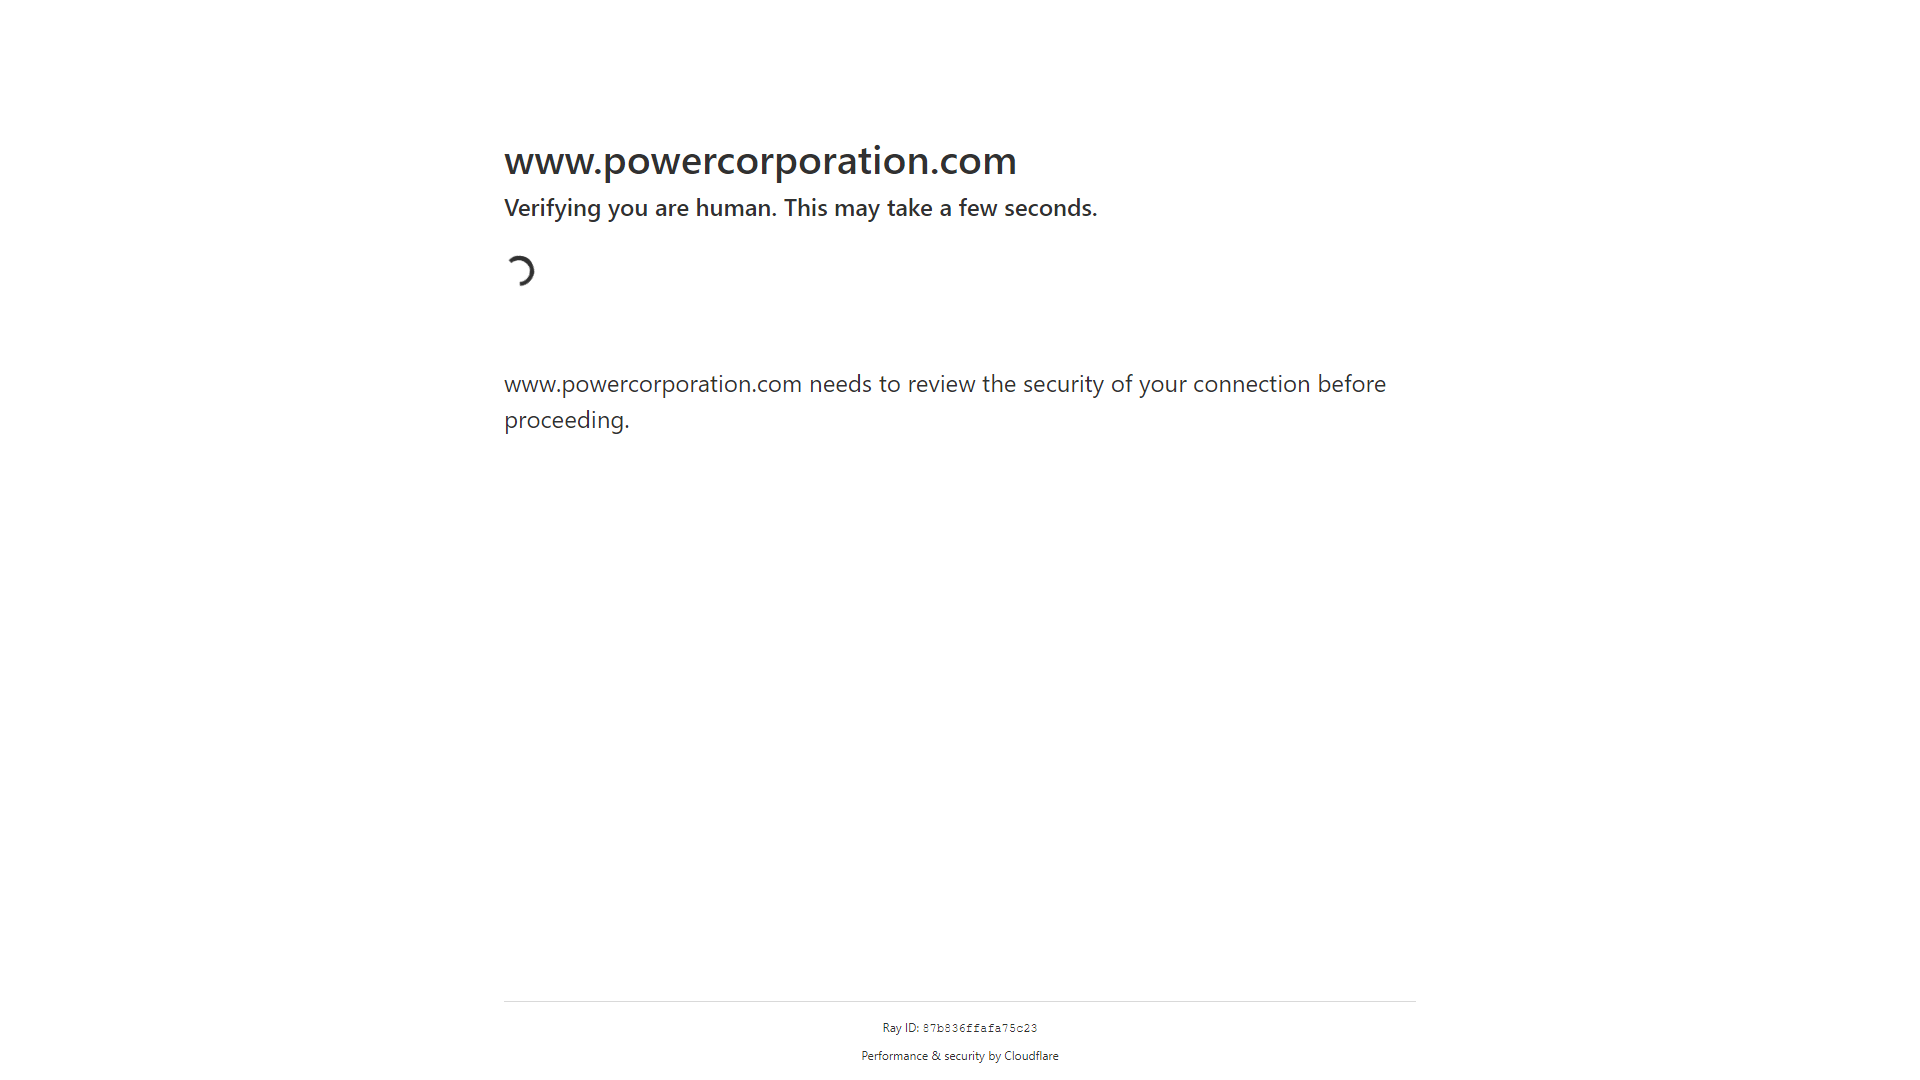 www.powercorporation.com
Verifying you are human. This may take a few seconds.
www.powercorporation.com needs to review the security of your connection before
proceeding.
Ray ID: 87b836ffafa75c23
Performance & security by Cloudflare